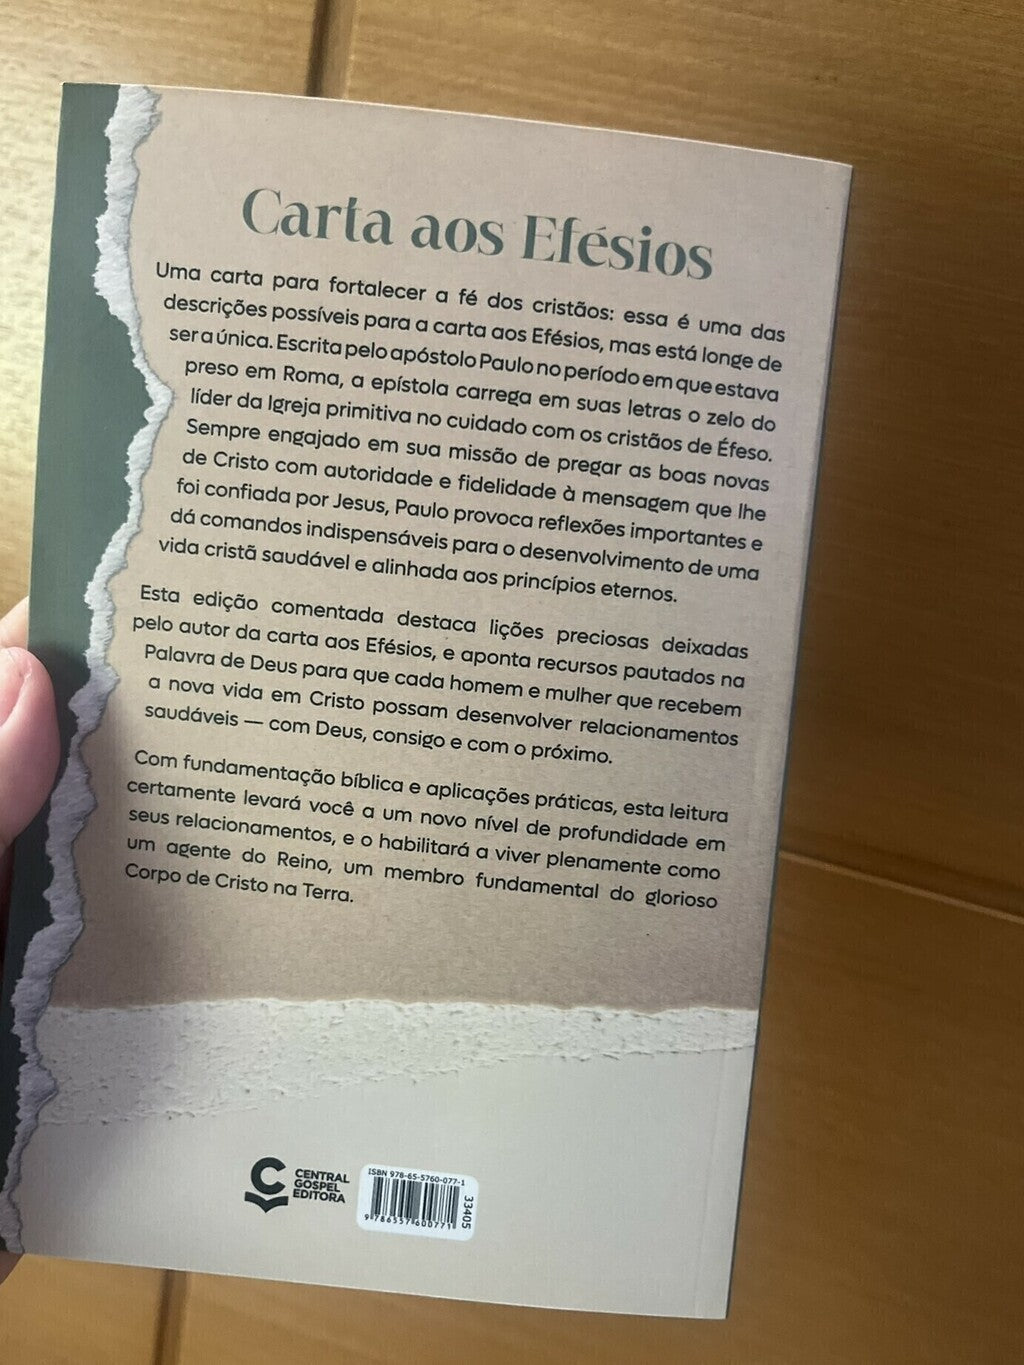 Carta aos Efésios
Uma carta para fortalecer a fé dos cristãos: essa é uma das
descrições possíveis para a carta aos Efésios, mas está longe de
ser a única. Escrita pelo apóstolo Paulo no período em que estava
preso em Roma, a epístola carrega em suas letras o zelo do
líder da Igreja primitiva no cuidado com os cristãos de Éfeso.
Sempre engajado em sua missão de pregar as boas novas
de Cristo com autoridade e fidelidade à mensagem que lhe
foi confiada por Jesus, Paulo provoca reflexões importantes e
dá comandos indispensáveis para o desenvolvimento de uma
vida cristã saudável e alinhada aos princípios eternos.
Esta edição comentada destaca lições preciosas deixadas
pelo autor da carta aos Efésios, e aponta recursos pautados na
Palavra de Deus para que cada homem e mulher que recebem
a nova vida em Cristo possam desenvolver relacionamentos
saudáveis — com Deus, consigo e com o próximo.
Com fundamentação bíblica e aplicações práticas, esta leitura
certamente levará você a um novo nível de profundidade em
seus relacionamentos, e o habilitará a viver plenamente como
um agente do Reino, um membro fundamental do glorioso
Corpo de Cristo na Terra.
CENTRAL
GOSPEL
EDITORA
ISBN 978-65-5760-077-1
33405
9 786557 600771